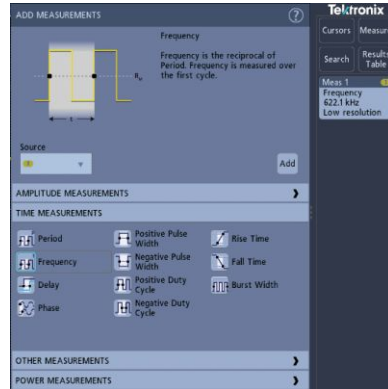 ADD MEASUREMENTS
?
Frequency
Frequency is the reciprocal of
Period. Frequency is measured over
the first cycle.
Source
Add
AMPLITUDE MEASUREMENTS
TIME MEASUREMENTS
Period
Positive Pulse
Width
Rise Time
Frequency
Negative Pulse
Width
Fall Time
Delay
Positive Duty
Cycle
Burst Width
Phase
Negative Duty
Cycle
OTHER MEASUREMENTS
POWER MEASUREMENTS
Tektronix
Cursors
Measur
Search
Results
Table
Meas 1
Frequency
622.1 kHz
Low resolution